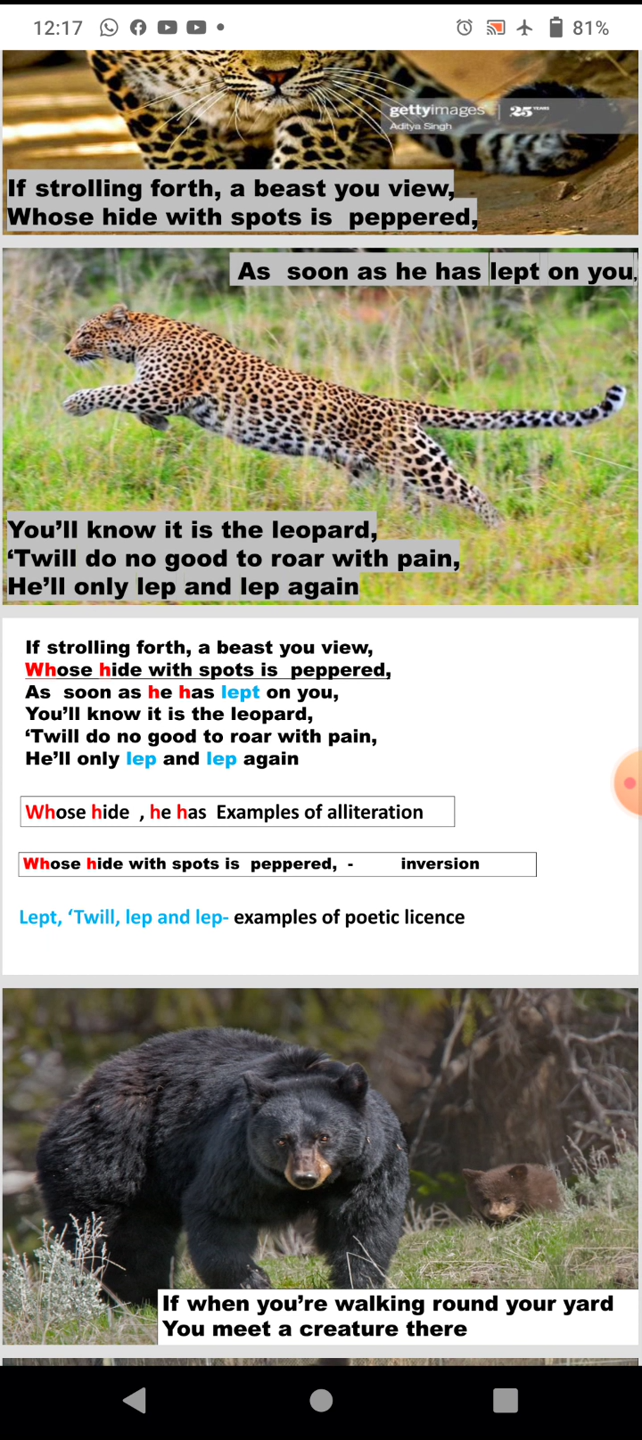 12:17
81%
gettyimages 25 YEARS
Aditya Singh
If strolling forth, a beast you view,
Whose hide with spots is peppered,
As soon as he has lept on you,
You’ll know it is the leopard,
‘Twill do no good to roar with pain,
He’ll only lep and lep again
If strolling forth, a beast you view,
Whose hide with spots is peppered,
As soon as he has lept on you,
You’ll know it is the leopard,
‘Twill do no good to roar with pain,
He’ll only lep and lep again
Whose hide , he has Examples of alliteration
Whose hide with spots is peppered, - inversion
Lept, ‘Twill, lep and lep- examples of poetic licence
If when you’re walking round your yard
You meet a creature there